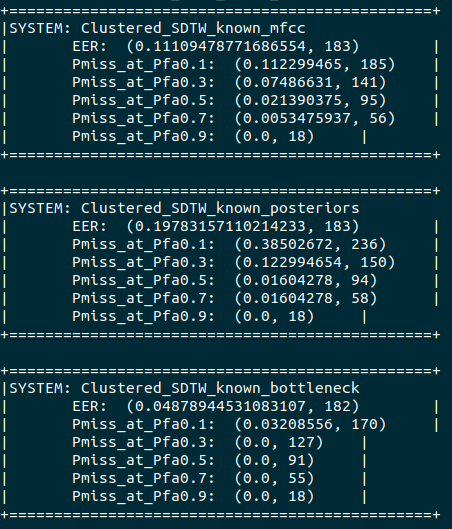 +===============================================+
|SYSTEM: Clustered_SDTW_known_mfcc
|       EER:  (0.11109478771686554, 183)        |
|       Pmiss_at_Pfa0.1:  (0.112299465, 185)    |
|       Pmiss_at_Pfa0.3:  (0.07486631, 141)     |
|       Pmiss_at_Pfa0.5:  (0.021390375, 95)     |
|       Pmiss_at_Pfa0.7:  (0.0053475937, 56)    |
|       Pmiss_at_Pfa0.9:  (0.0, 18)     |
+===============================================+
+===============================================+
|SYSTEM: Clustered_SDTW_known_posteriors
|       EER:  (0.19783157110214233, 183)        |
|       Pmiss_at_Pfa0.1:  (0.38502672, 236)     |
|       Pmiss_at_Pfa0.3:  (0.122994654, 150)    |
|       Pmiss_at_Pfa0.5:  (0.01604278, 94)      |
|       Pmiss_at_Pfa0.7:  (0.01604278, 58)      |
|       Pmiss_at_Pfa0.9:  (0.0, 18)     |
+===============================================+
+===============================================+
|SYSTEM: Clustered_SDTW_known_bottleneck
|       EER:  (0.04878944531083107, 182)        |
|       Pmiss_at_Pfa0.1:  (0.03208556, 170)     |
|       Pmiss_at_Pfa0.3:  (0.0, 127)    |
|       Pmiss_at_Pfa0.5:  (0.0, 91)     |
|       Pmiss_at_Pfa0.7:  (0.0, 55)     |
|       Pmiss_at_Pfa0.9:  (0.0, 18)     |
+===============================================+